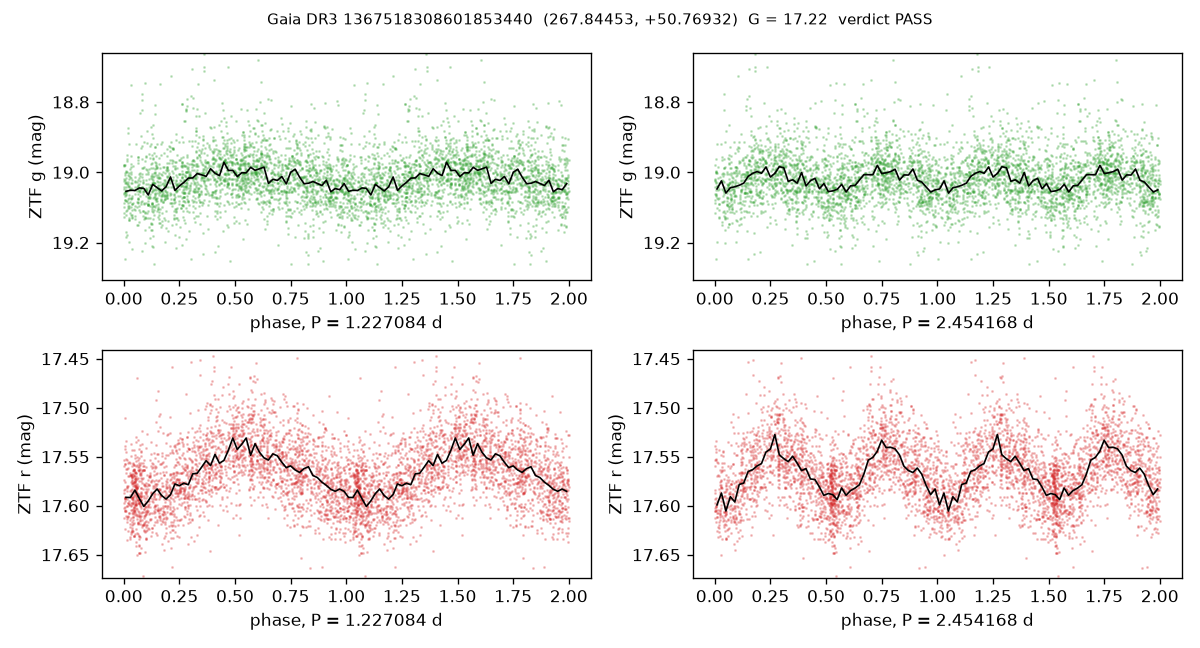 Gaia DR3 1367518308601853440 (267.84453, +50.76932) G = 17.22 verdict PASS
ZTF g (mag)
18.8
19.0
19.2
0.00 0.25 0.50 0.75 1.00 1.25 1.50 1.75 2.00
phase, P = 1.227084 d
ZTF g (mag)
18.8
19.0
19.2
0.00 0.25 0.50 0.75 1.00 1.25 1.50 1.75 2.00
phase, P = 2.454168 d
ZTF r (mag)
17.45
17.50
17.55
17.60
17.65
0.00 0.25 0.50 0.75 1.00 1.25 1.50 1.75 2.00
phase, P = 1.227084 d
ZTF r (mag)
17.45
17.50
17.55
17.60
17.65
0.00 0.25 0.50 0.75 1.00 1.25 1.50 1.75 2.00
phase, P = 2.454168 d